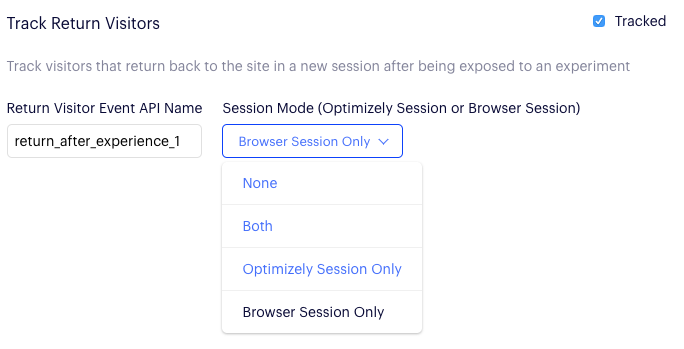 Track Return Visitors
Tracked
Track visitors that return back to the site in a new session after being exposed to an experiment
Return Visitor Event API Name
Session Mode (Optimizely Session or Browser Session)
return_after_experience_1
Browser Session Only
None
Both
Optimizely Session Only
Browser Session Only